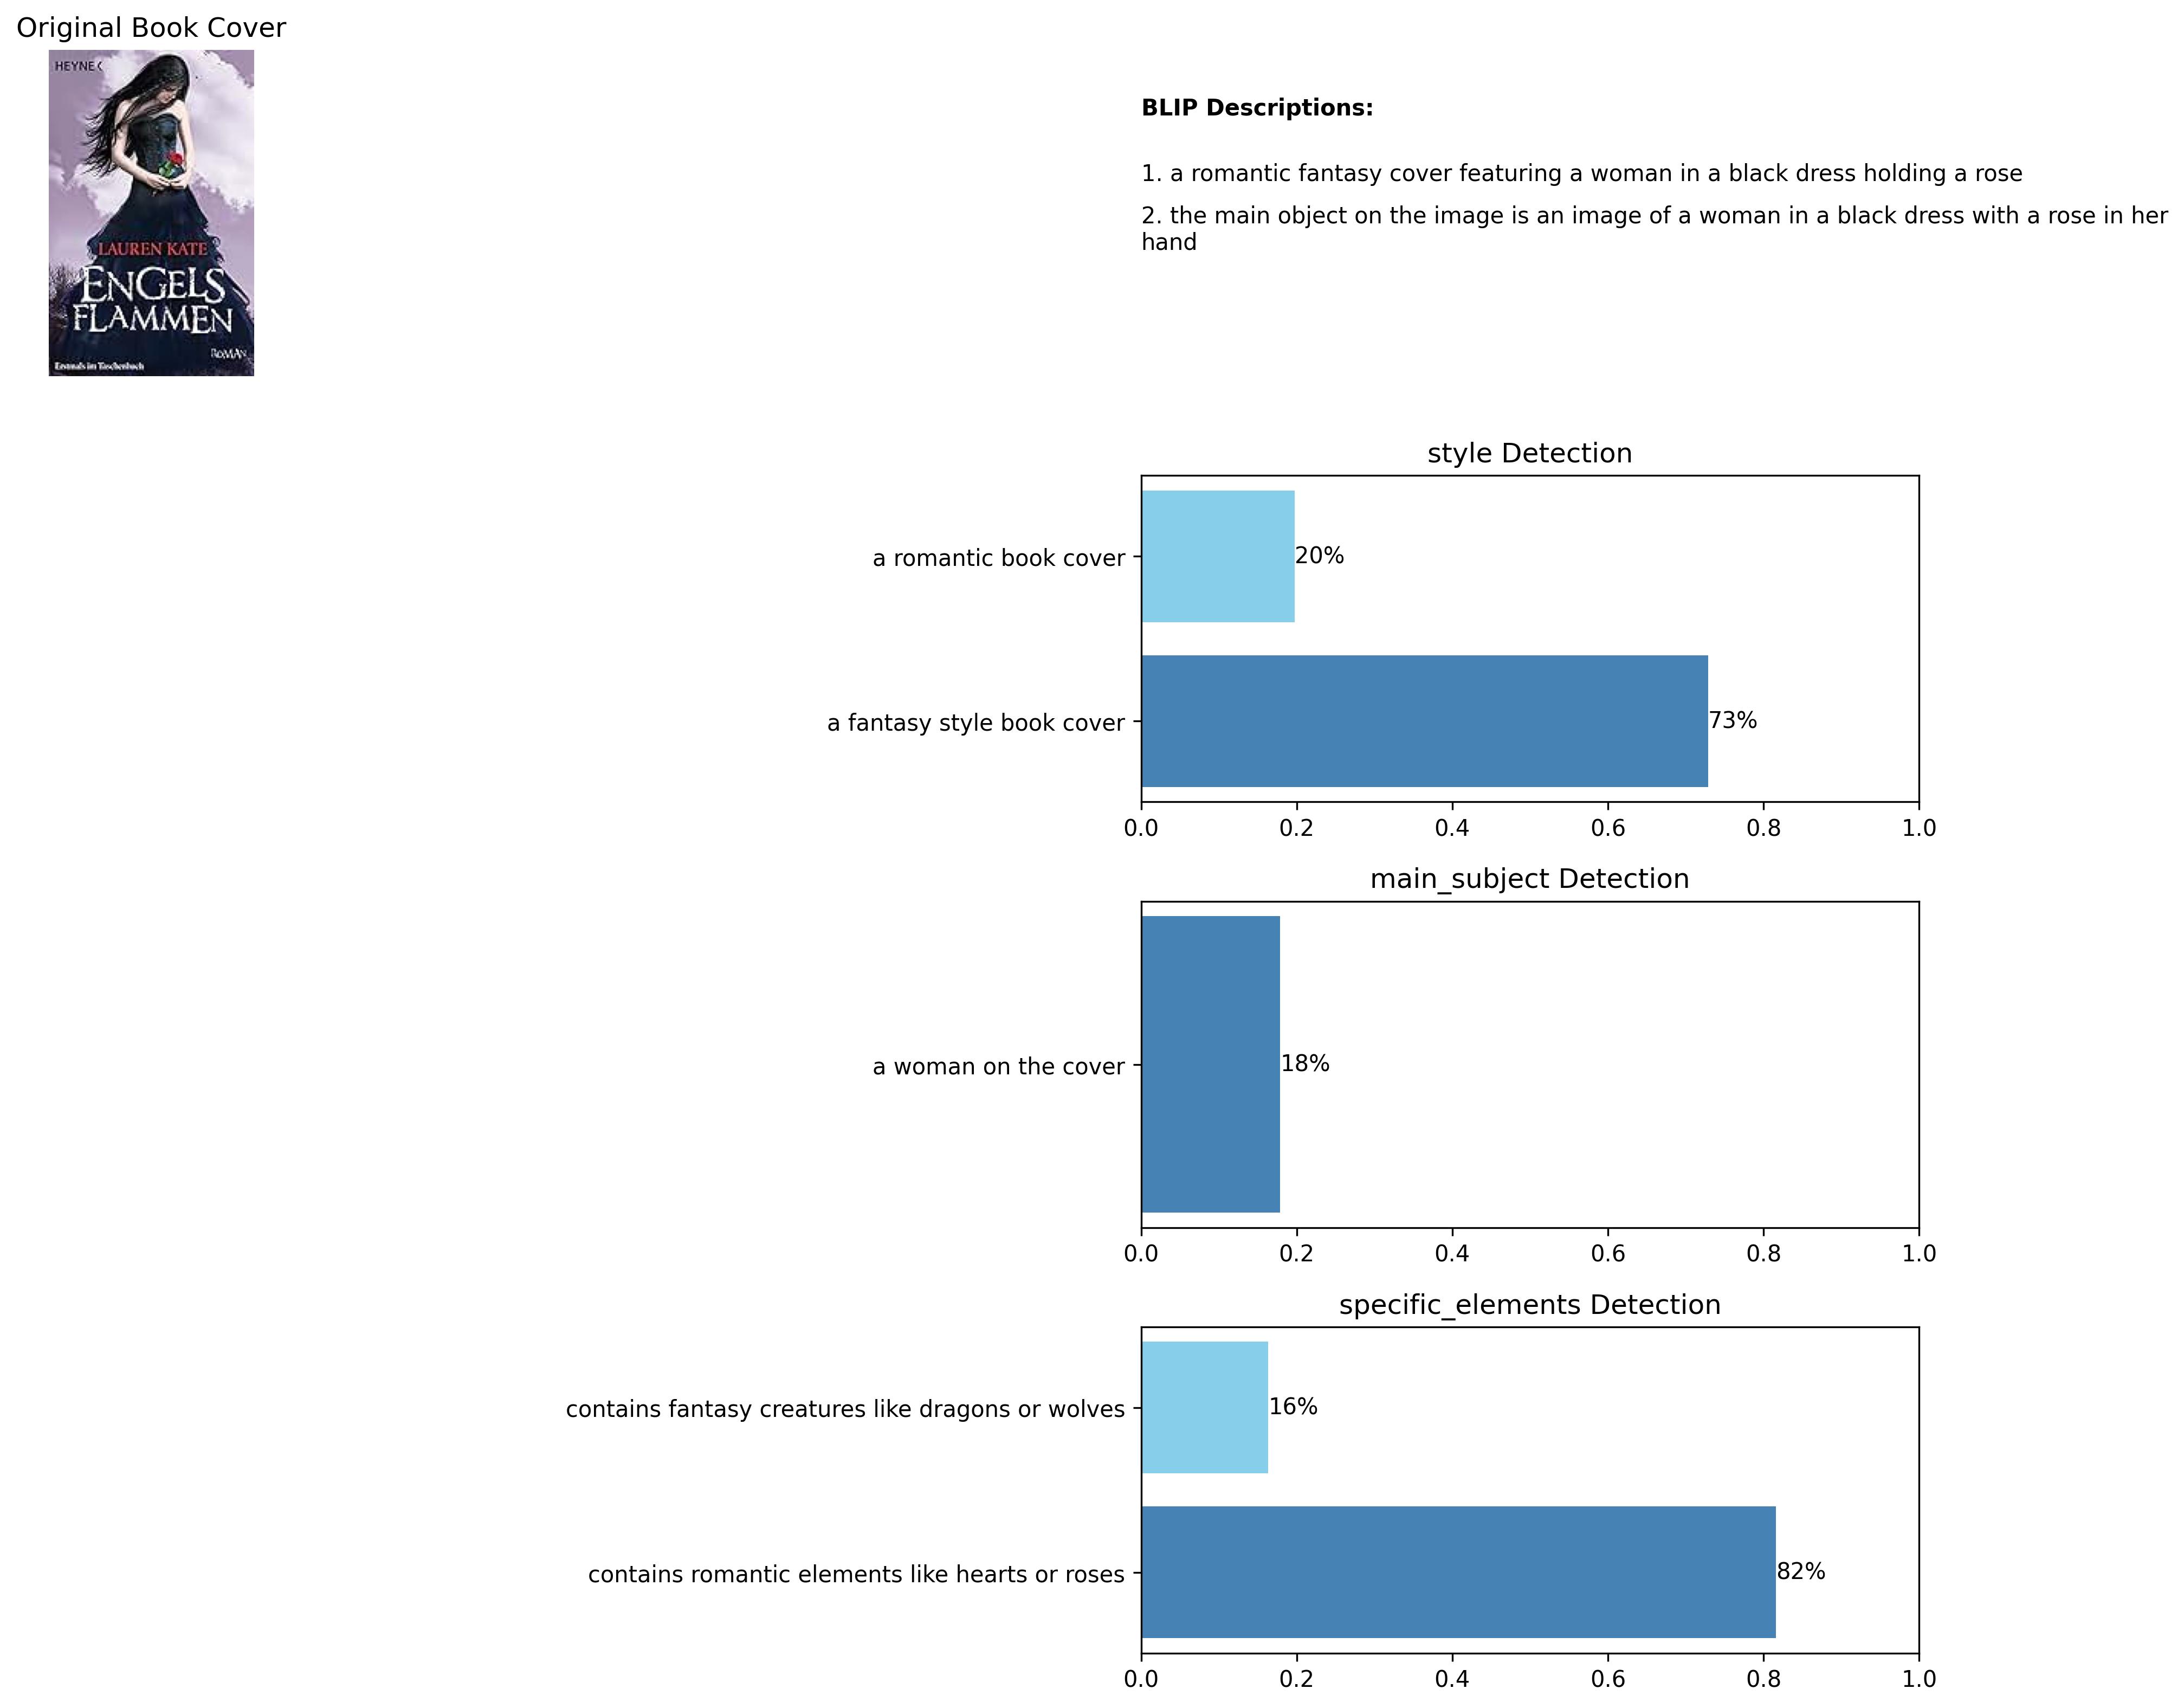 Original Book Cover
HEYNE<
LAUREN KATE
ENGELS
FLAMMEN
ROMAN
Erstmals im Taschenbuch
BLIP Descriptions:
1. a romantic fantasy cover featuring a woman in a black dress holding a rose
2. the main object on the image is an image of a woman in a black dress with a rose in her
hand
style Detection
a romantic book cover
20%
a fantasy style book cover
73%
0.0 0.2 0.4 0.6 0.8 1.0
main_subject Detection
a woman on the cover
18%
0.0 0.2 0.4 0.6 0.8 1.0
specific_elements Detection
contains fantasy creatures like dragons or wolves
16%
contains romantic elements like hearts or roses
82%
0.0 0.2 0.4 0.6 0.8 1.0